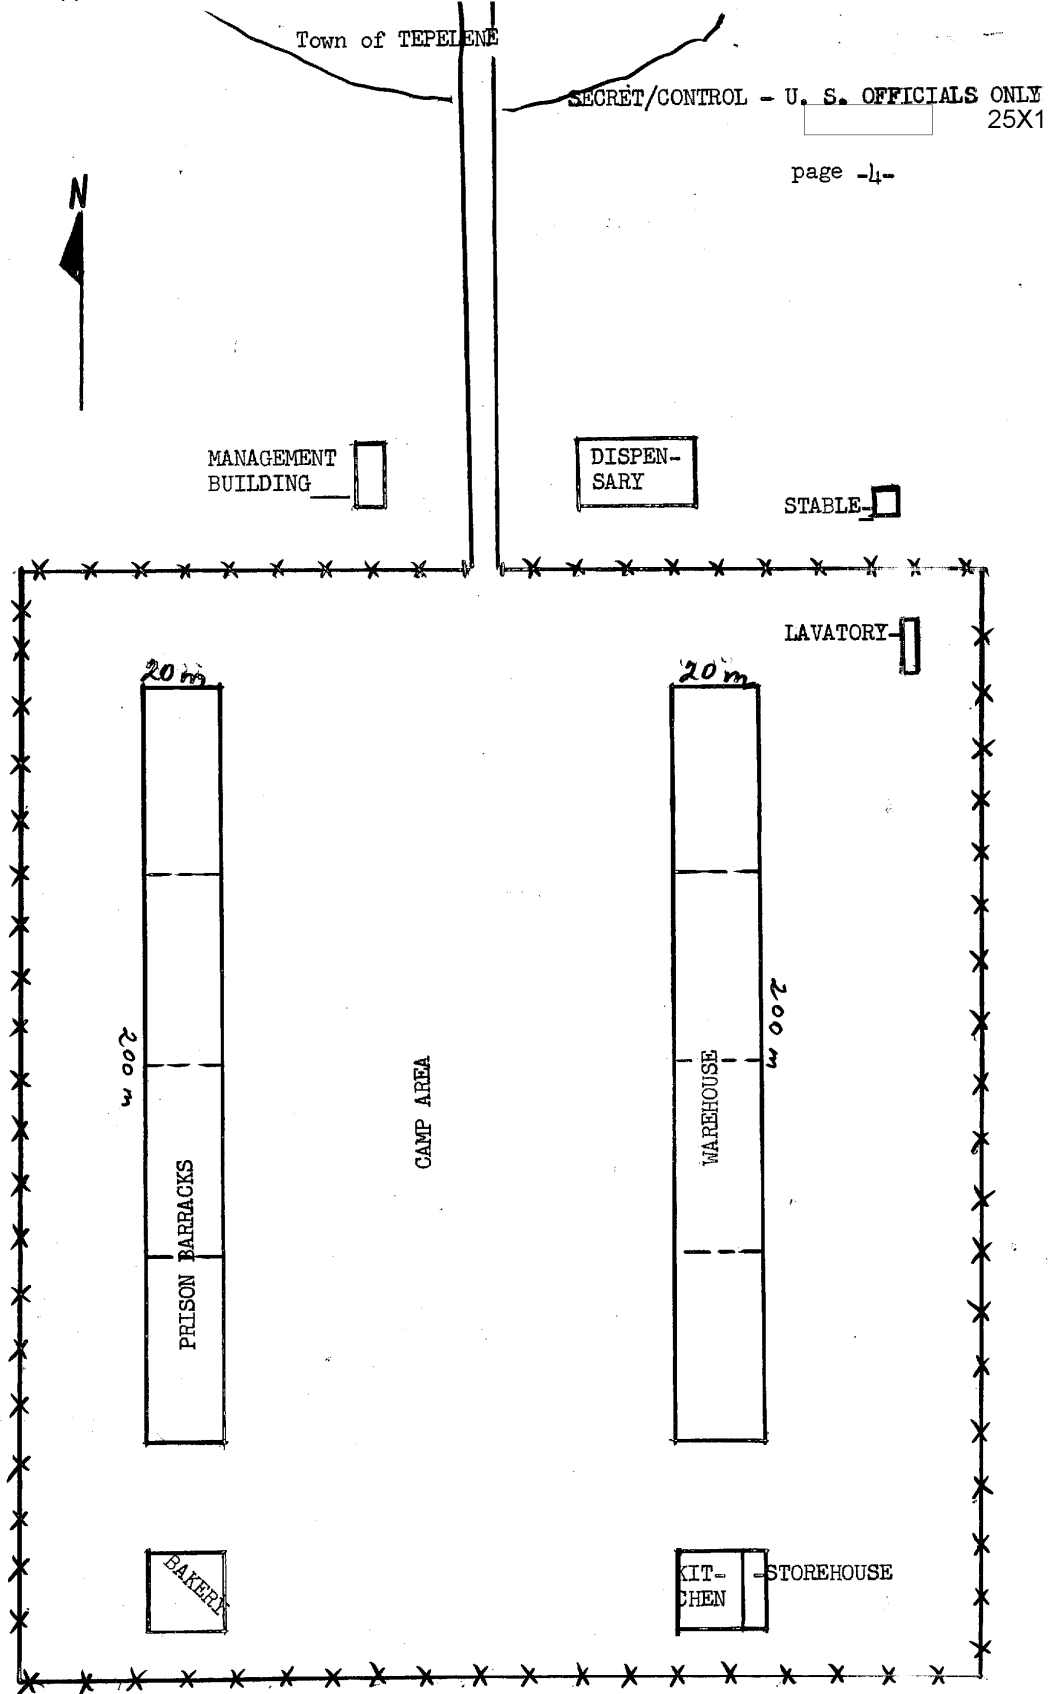 Town of TEPELENE
SECRET/CONTROL - U. S. OFFICIALS ONLY
25X1
page -4-
N
MANAGEMENT
BUILDING
DISPEN-
SARY
STABLE-
LAVATORY-
20 m
20 m
200 m
200 m
CAMP AREA
WAREHOUSE
PRISON BARRACKS
BAKERY
KIT-
CHEN
-STOREHOUSE